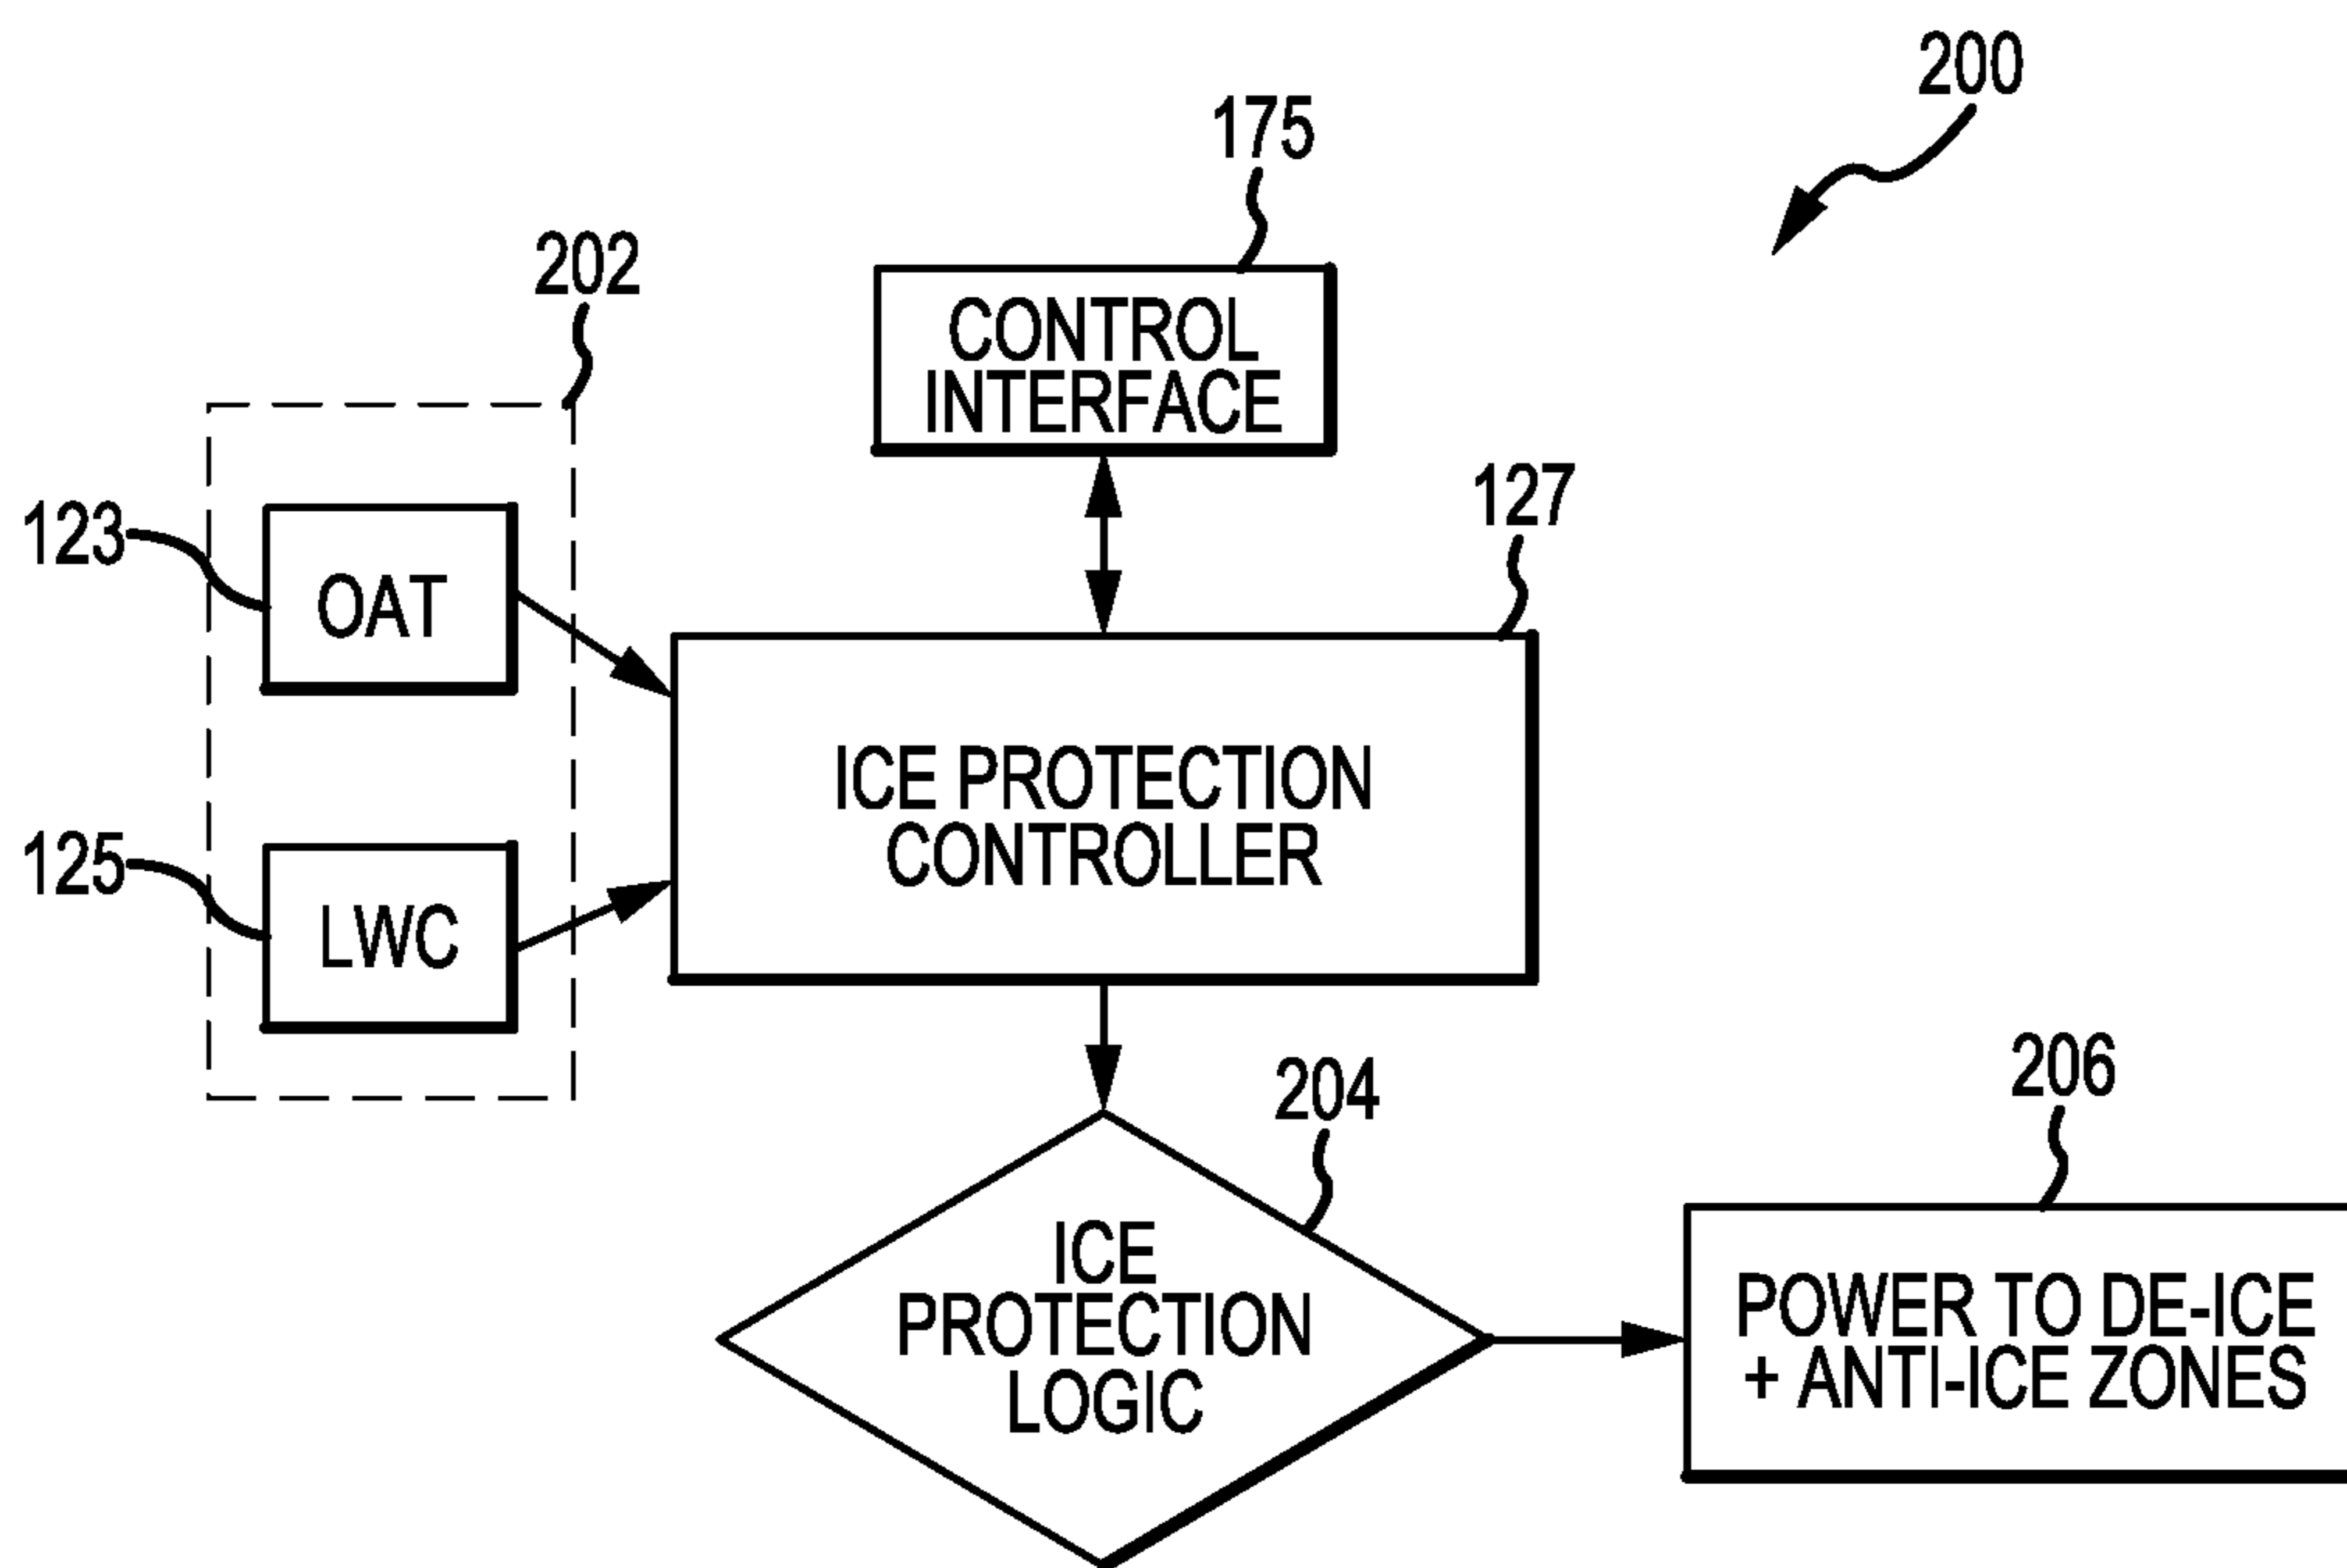 200
175
202
CONTROL
INTERFACE
127
123
OAT
ICE PROTECTION
CONTROLLER
125
LWC
204
206
ICE
PROTECTION
LOGIC
POWER TO DE-ICE
+ ANTI-ICE ZONES